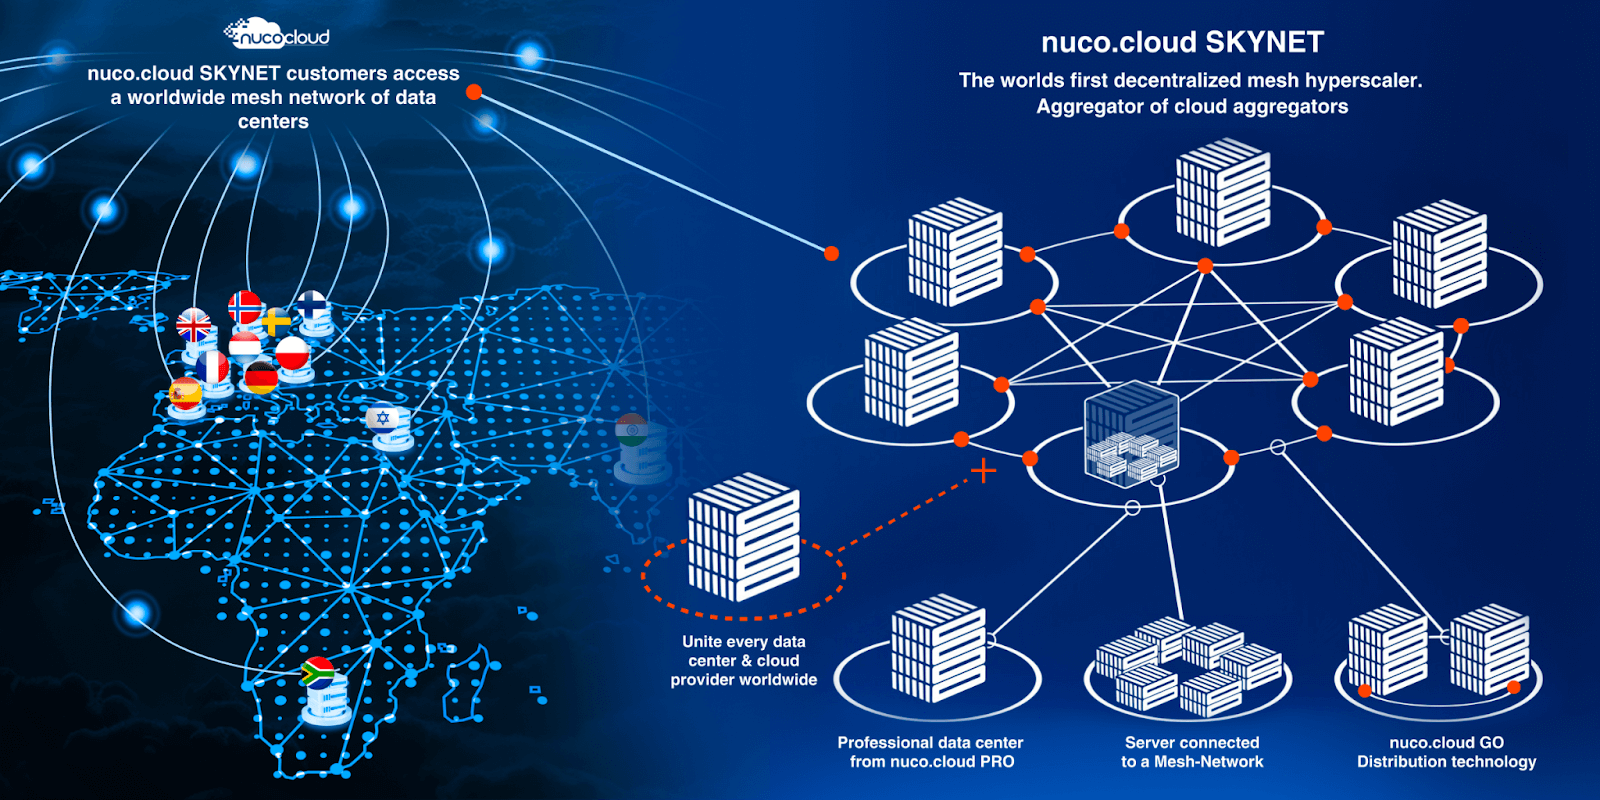 nucocloud
nuco.cloud SKYNET customers access
a worldwide mesh network of data
centers
nuco.cloud SKYNET
The worlds first decentralized mesh hyperscaler.
Aggregator of cloud aggregators
Unite every data
center & cloud
provider worldwide
Professional data center
from nuco.cloud PRO
Server connected
to a Mesh-Network
nuco.cloud GO
Distribution technology